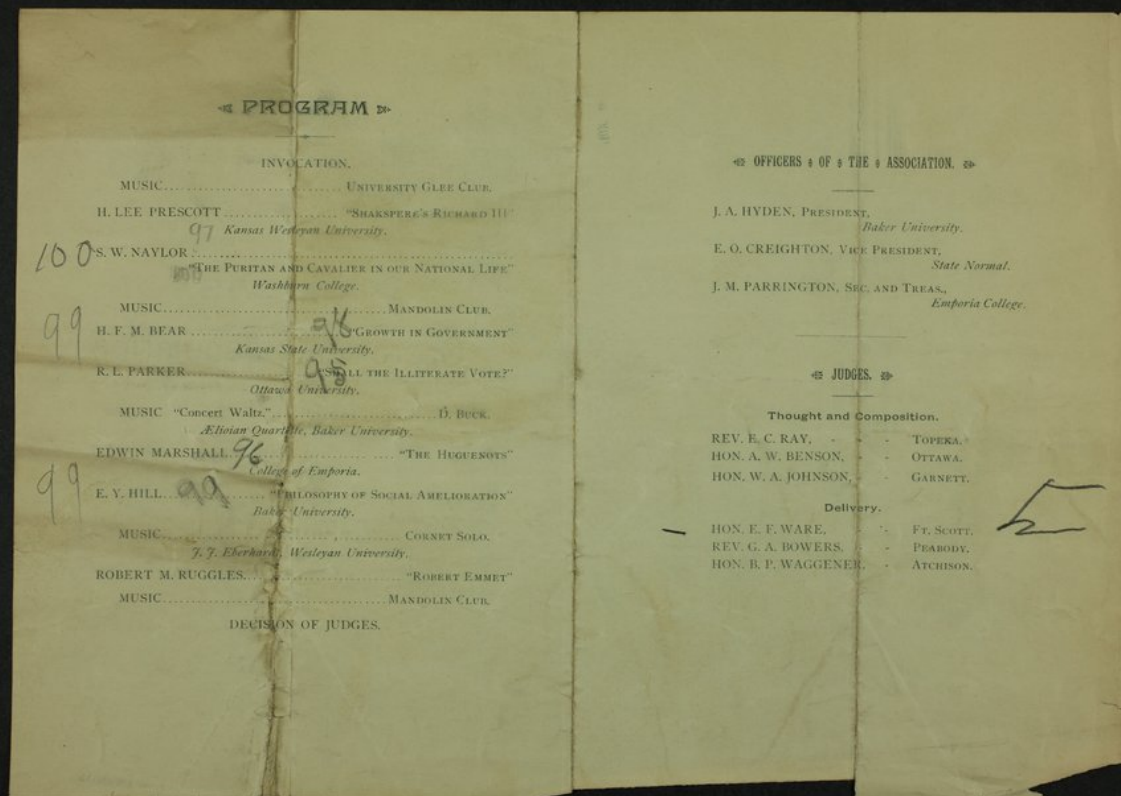 PROGRAM
INVOCATION.
MUSIC.............................. UNIVERSITY GLEE CLUB.
H. LEE PRESCOTT................... "SHAKSPERE'S RICHARD III"
97 Kansas Wesleyan University.
100 S. W. NAYLOR
"THE PURITAN AND CAVALIER IN OUR NATIONAL LIFE"
Washburn College.
MUSIC.............................. MANDOLIN CLUB.
99 H. F. M. BEAR 98 "GROWTH IN GOVERNMENT"
Kansas State University.
R. L. PARKER................... 95 "SHALL THE ILLITERATE VOTE?"
Ottawa University.
MUSIC "Concert Waltz."................... D. BUCK.
Ælioian Quartette, Baker University.
EDWIN MARSHALL. 96 ................... "THE HUGUENOTS"
College of Emporia.
99 E. Y. HILL... 99 ....... "PHILOSOPHY OF SOCIAL AMELIORATION"
Baker University.
MUSIC.............................. CORNET SOLO.
J. J. Eberhardt, Wesleyan University.
ROBERT M. RUGGLES................... "ROBERT EMMET"
MUSIC.............................. MANDOLIN CLUB.
DECISION OF JUDGES.
OFFICERS OF THE ASSOCIATION.
J. A. HYDEN, PRESIDENT,
Baker University.
E. O. CREIGHTON, VICE PRESIDENT,
State Normal.
J. M. PARRINGTON, SEC. AND TREAS.,
Emporia College.
JUDGES.
Thought and Composition.
REV. E. C. RAY, - - - TOPEKA.
HON. A. W. BENSON, - - OTTAWA.
HON. W. A. JOHNSON, - - GARNETT.
Delivery.
HON. E. F. WARE, - - FT. SCOTT.
REV. G. A. BOWERS, - - PEABODY.
HON. B. P. WAGGENER, - ATCHISON.